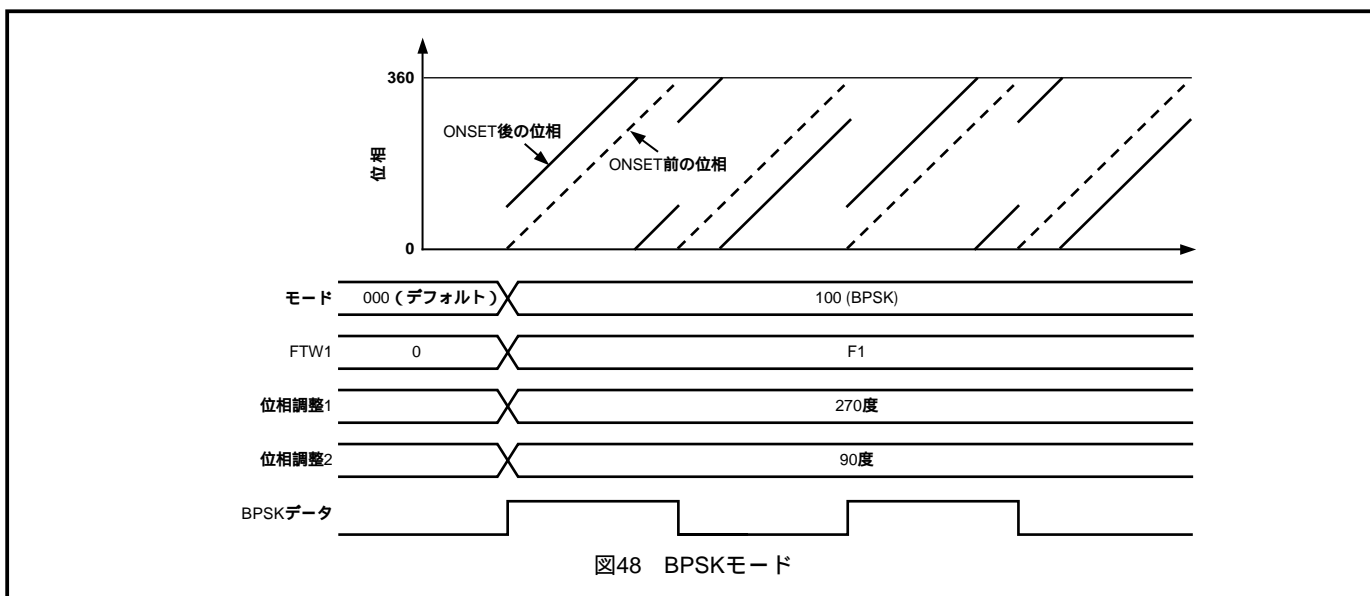 360
ONSET後の位相
ONSET前の位相
位相
0
モード 000（デフォルト） 100 (BPSK)
FTW1 0 F1
位相調整1 270度
位相調整2 90度
BPSKデータ
図48 BPSKモード